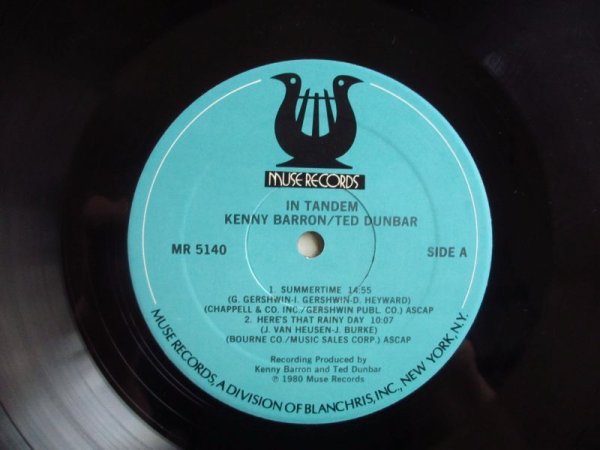 MUSE RECORDS
IN TANDEM
KENNY BARRON/TED DUNBAR
MR 5140
SIDE A
1. SUMMERTIME 14:55
(G. GERSHWIN-I. GERSHWIN-D. HEYWARD)
(CHAPPELL & CO. INC./GERSHWIN PUBL. CO.) ASCAP
2. HERE'S THAT RAINY DAY 10:07
(J. VAN HEUSEN-J. BURKE)
(BOURNE CO./MUSIC SALES CORP.) ASCAP
Recording Produced by
Kenny Barron and Ted Dunbar
℗ 1980 Muse Records
MUSE RECORDS, A DIVISION OF BLANCHRIS, INC., NEW YORK, N.Y.